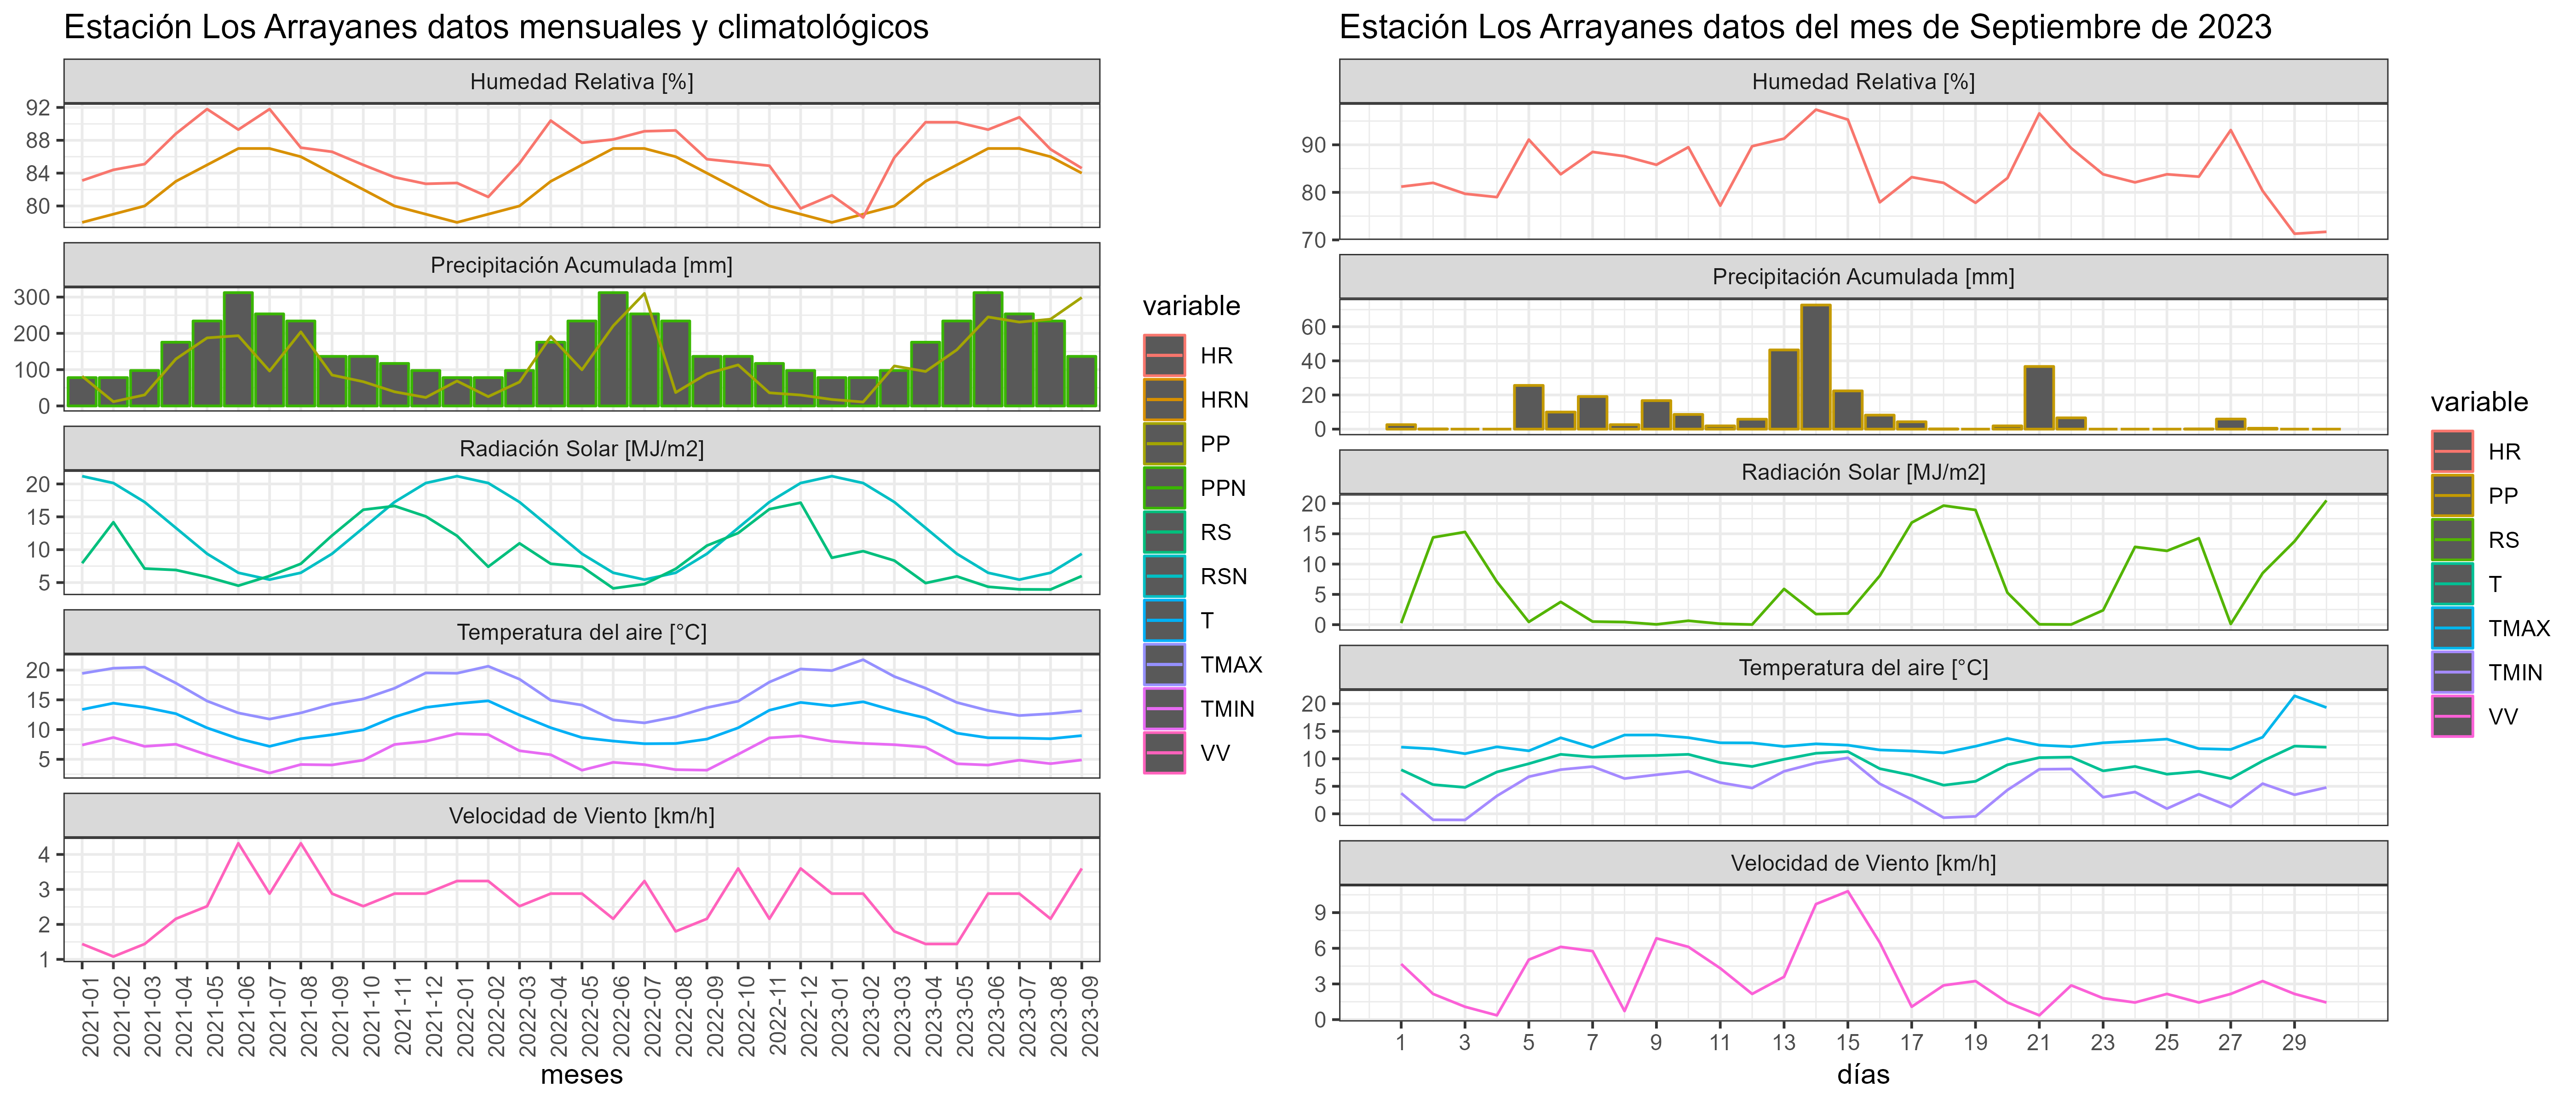 Estación Los Arrayanes datos mensuales y climatológicos
Humedad Relativa [%]
92
88
84
80
Precipitación Acumulada [mm]
300
200
100
0
Radiación Solar [MJ/m2]
20
15
10
5
Temperatura del aire [°C]
20
15
10
5
Velocidad de Viento [km/h]
4
3
2
1
2021-01
2021-02
2021-03
2021-04
2021-05
2021-06
2021-07
2021-08
2021-09
2021-10
2021-11
2021-12
2022-01
2022-02
2022-03
2022-04
2022-05
2022-06
2022-07
2022-08
2022-09
2022-10
2022-11
2022-12
2023-01
2023-02
2023-03
2023-04
2023-05
2023-06
2023-07
2023-08
2023-09
meses
variable
HR
HRN
PP
PPN
RS
RSN
T
TMAX
TMIN
VV
Estación Los Arrayanes datos del mes de Septiembre de 2023
Humedad Relativa [%]
90
80
70
Precipitación Acumulada [mm]
60
40
20
0
Radiación Solar [MJ/m2]
20
15
10
5
0
Temperatura del aire [°C]
20
15
10
5
0
Velocidad de Viento [km/h]
9
6
3
0
1 3 5 7 9 11 13 15 17 19 21 23 25 27 29
días
variable
HR
PP
RS
T
TMAX
TMIN
VV